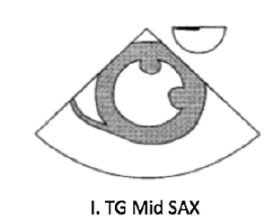 I. TG Mid SAX